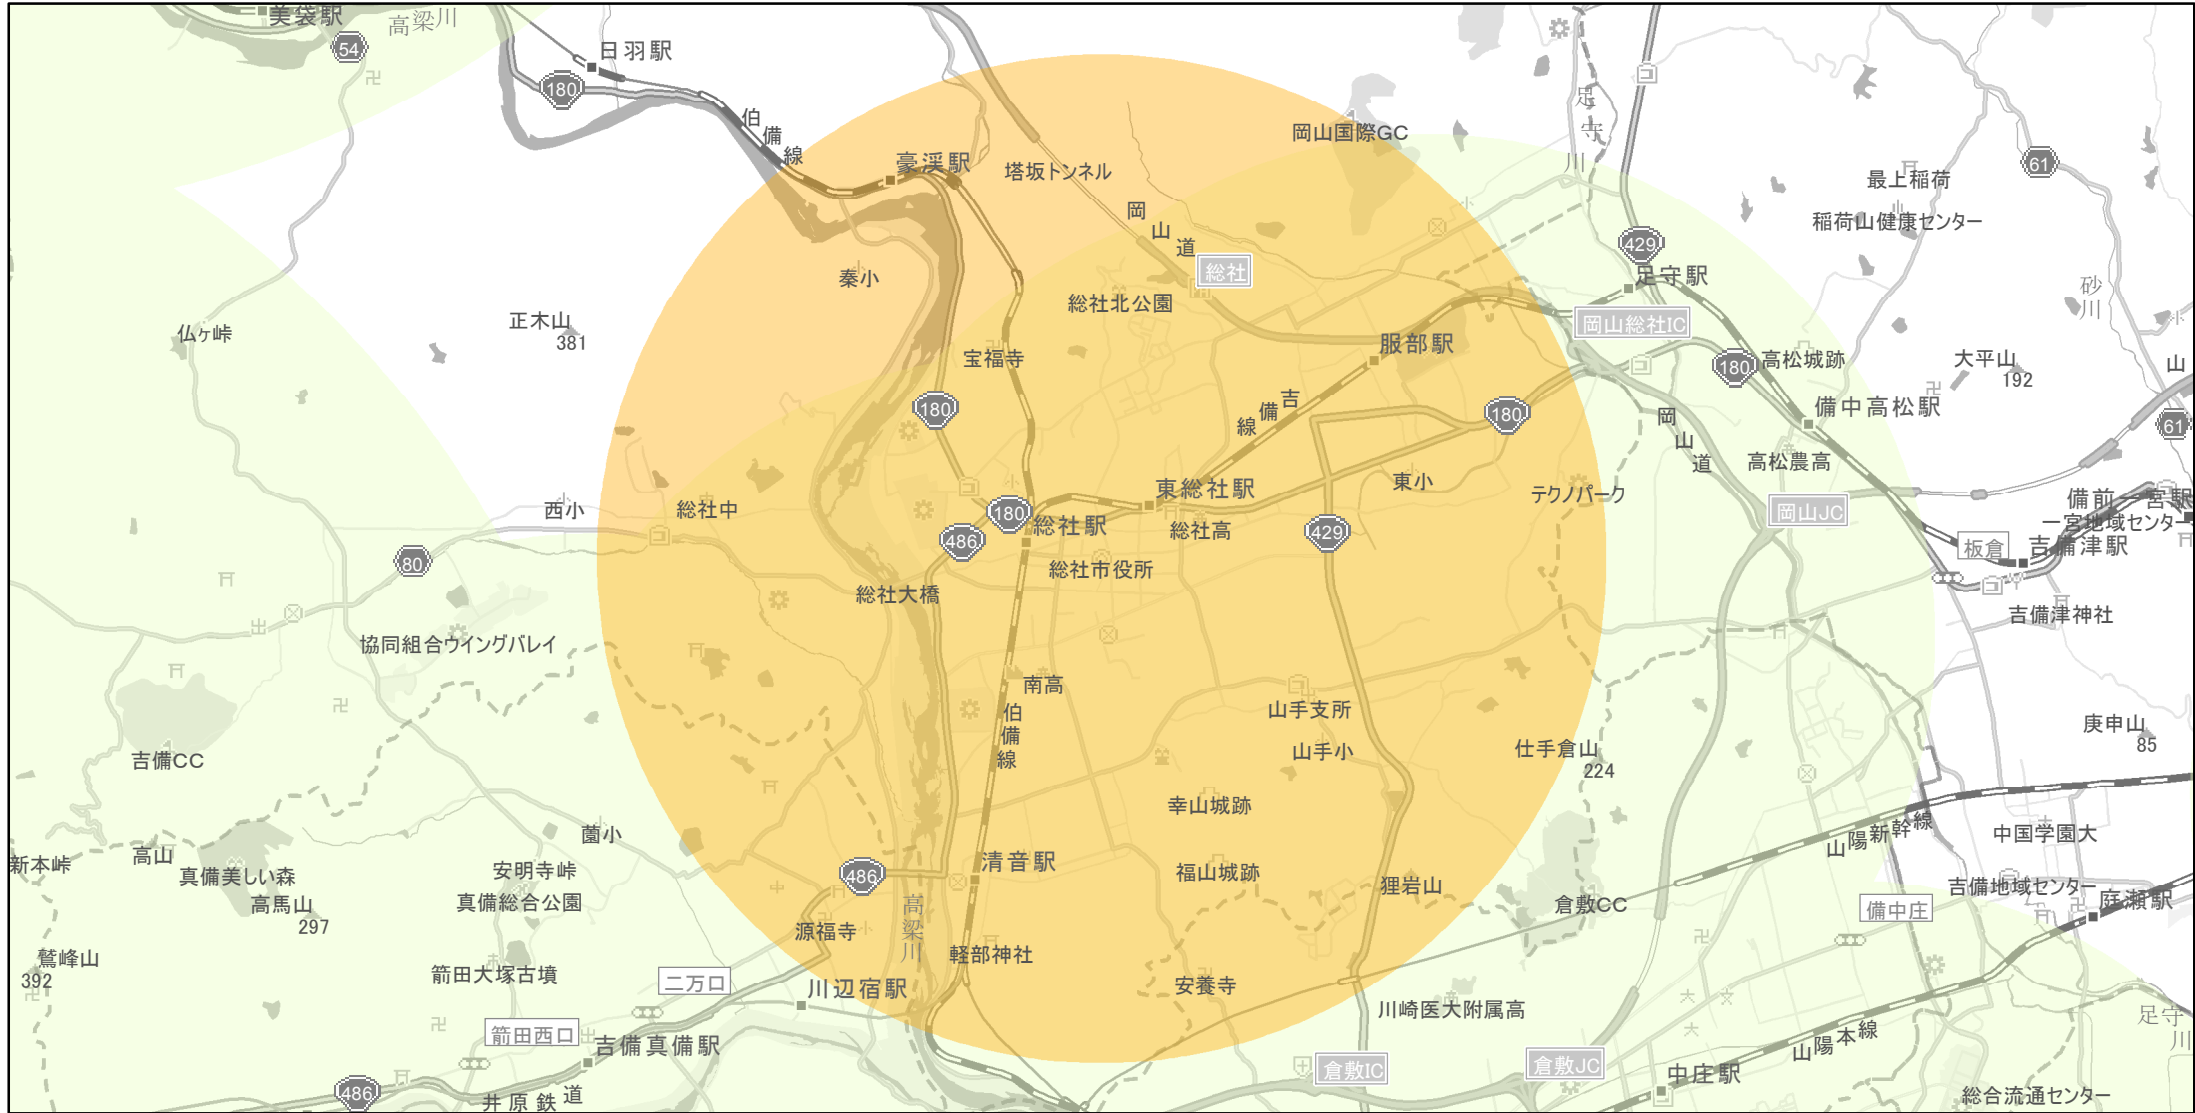 美袋駅
高梁川
54
日羽駅
180
伯備線
豪渓駅
塔坂トンネル
岡山国際GC
足守川
61
最上稲荷
稲荷山健康センター
岡山道
総社
429
足守駅
秦小
総社北公園
砂川
正木山
381
仏ヶ峠
岡山総社IC
宝福寺
服部駅
180
高松城跡
大平山
192
山
180
吉備線
180
備中高松駅
61
岡山道
高松農高
西小
総社中
東総社駅
東小
テクノパーク
備前一宮駅
180
総社駅
総社高
429
岡山JC
一宮地域センター
486
板倉
吉備津駅
80
総社市役所
総社大橋
吉備津神社
協同組合ウイングバレイ
南高
伯備線
山手支所
庚申山
85
山手小
仕手倉山
224
吉備CC
幸山城跡
山陽新幹線
中国学園大
薗小
新本峠
高山
真備美しい森
安明寺峠
486
清音駅
福山城跡
狸岩山
吉備地域センター
庭瀬駅
高馬山
297
真備総合公園
高梁川
倉敷CC
備中庄
源福寺
鷲峰山
392
箭田大塚古墳
軽部神社
二万口
川辺宿駅
安養寺
川崎医大附属高
足守川
箭田西口
吉備真備駅
山陽本線
倉敷IC
倉敷JC
中庄駅
486
井原鉄道
総合流通センター